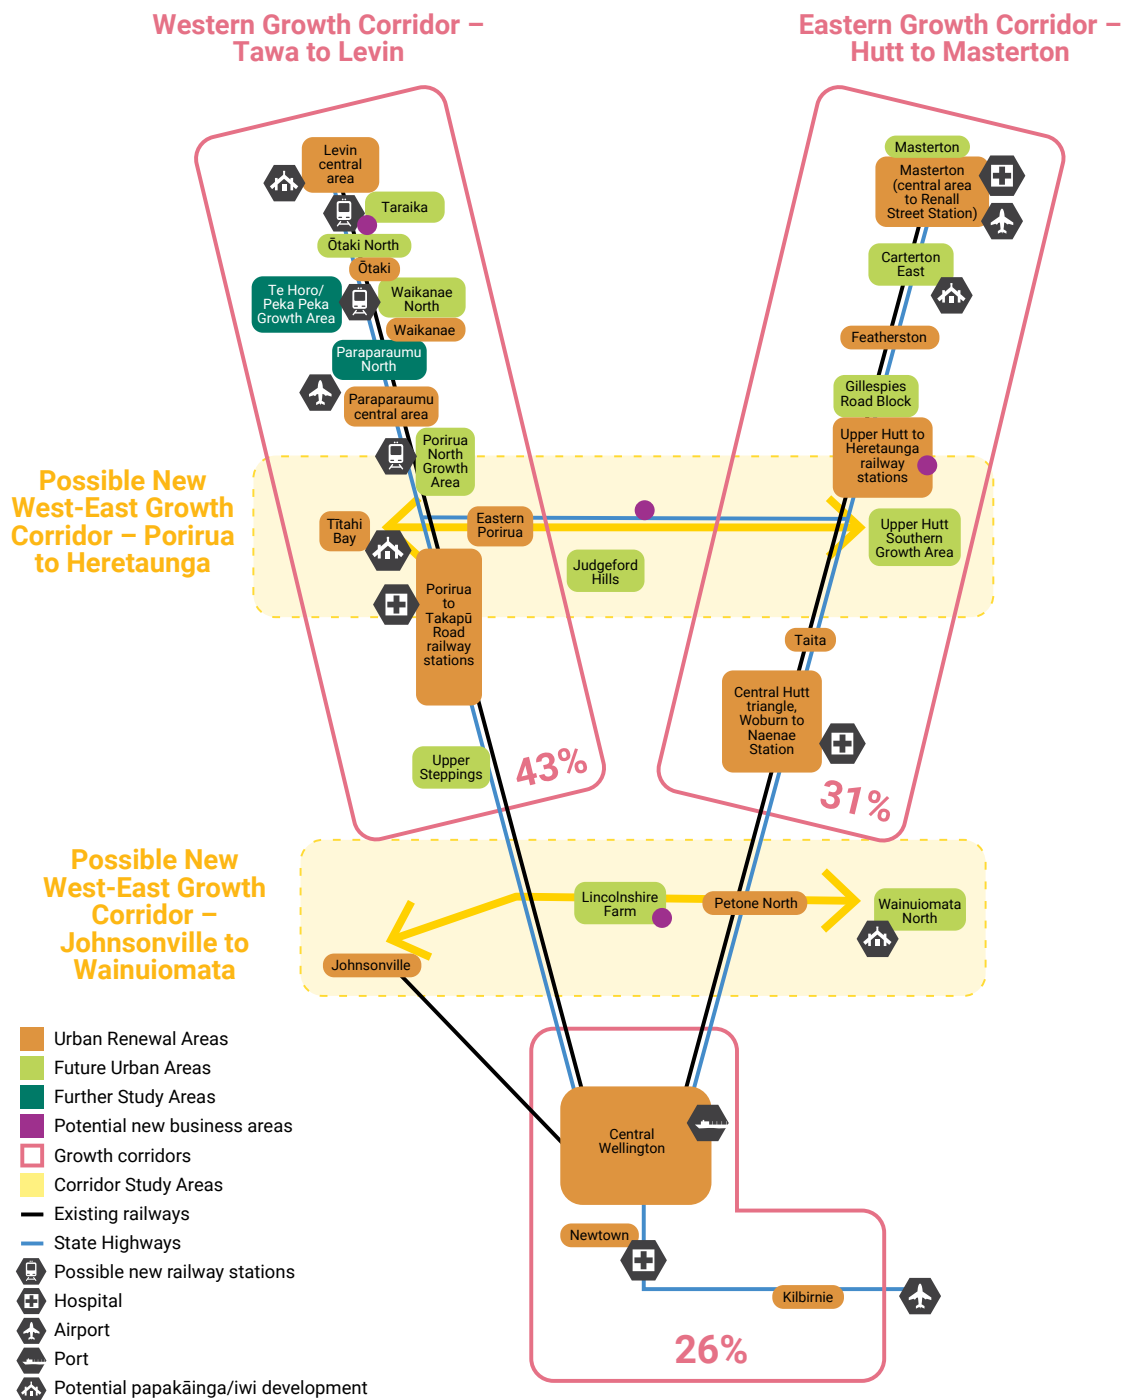 Western Growth Corridor –
Tawa to Levin
Eastern Growth Corridor –
Hutt to Masterton
Levin
central
area
Taraika
Ōtaki North
Ōtaki
Te Horo/
Peka Peka
Growth Area
Waikanae
North
Waikanae
Paraparaumu
North
Paraparaumu
central area
Porirua
North
Growth
Area
Masterton
Masterton
(central area
to Renall
Street Station)
Carterton
East
Featherston
Gillespies
Road Block
Upper Hutt to
Heretaunga
railway
stations
Possible New
West-East Growth
Corridor – Porirua
to Heretaunga
Tītahi
Bay
Eastern
Porirua
Judgeford
Hills
Upper Hutt
Southern
Growth Area
Porirua
to
Takapū
Road
railway
stations
Taita
Central Hutt
triangle,
Woburn to
Naenae
Station
Upper
Steppings
43%
31%
Possible New
West-East Growth
Corridor –
Johnsonville to
Wainuiomata
Lincolnshire
Farm
Petone North
Wainuiomata
North
Johnsonville
Central
Wellington
Newtown
Kilbirnie
26%
Urban Renewal Areas
Future Urban Areas
Further Study Areas
Potential new business areas
Growth corridors
Corridor Study Areas
Existing railways
State Highways
Possible new railway stations
Hospital
Airport
Port
Potential papakāinga/iwi development